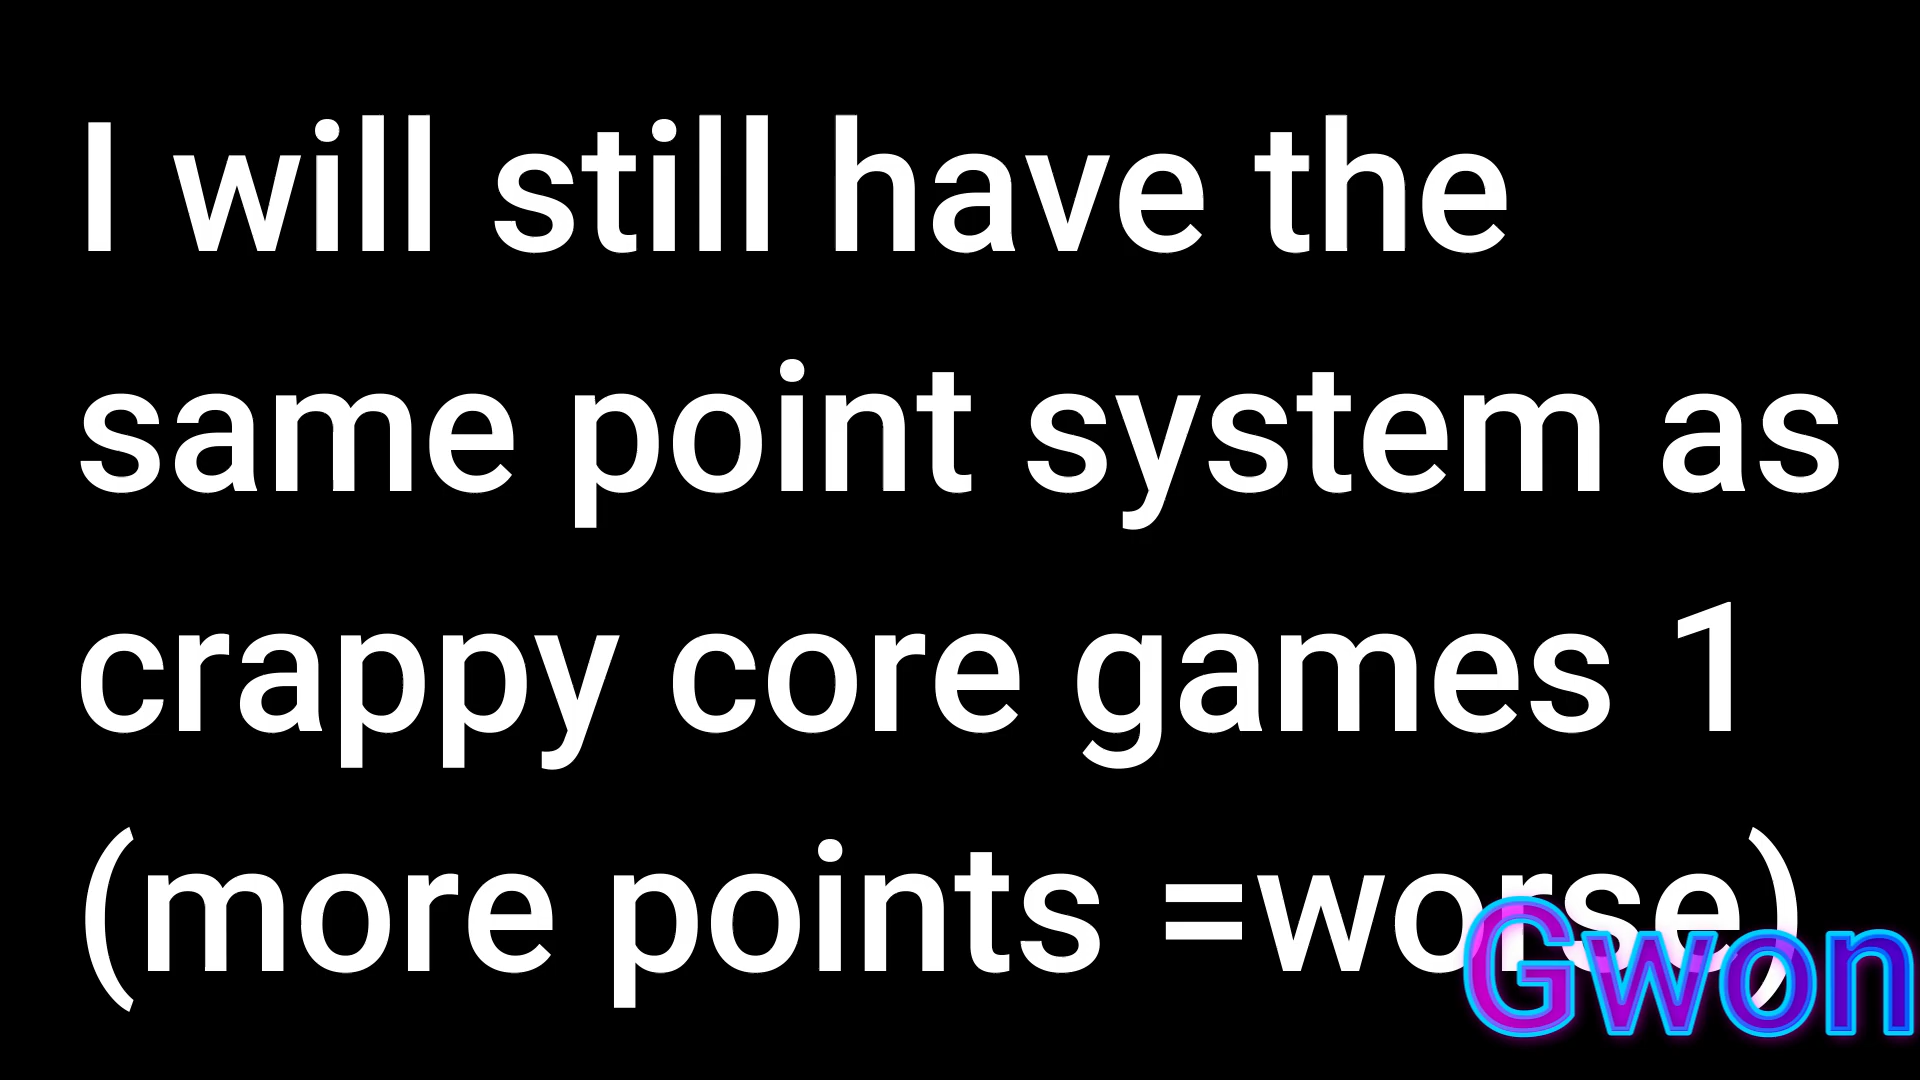 I will still have the
same point system as
crappy core games 1
(more points =worse)
Gwon